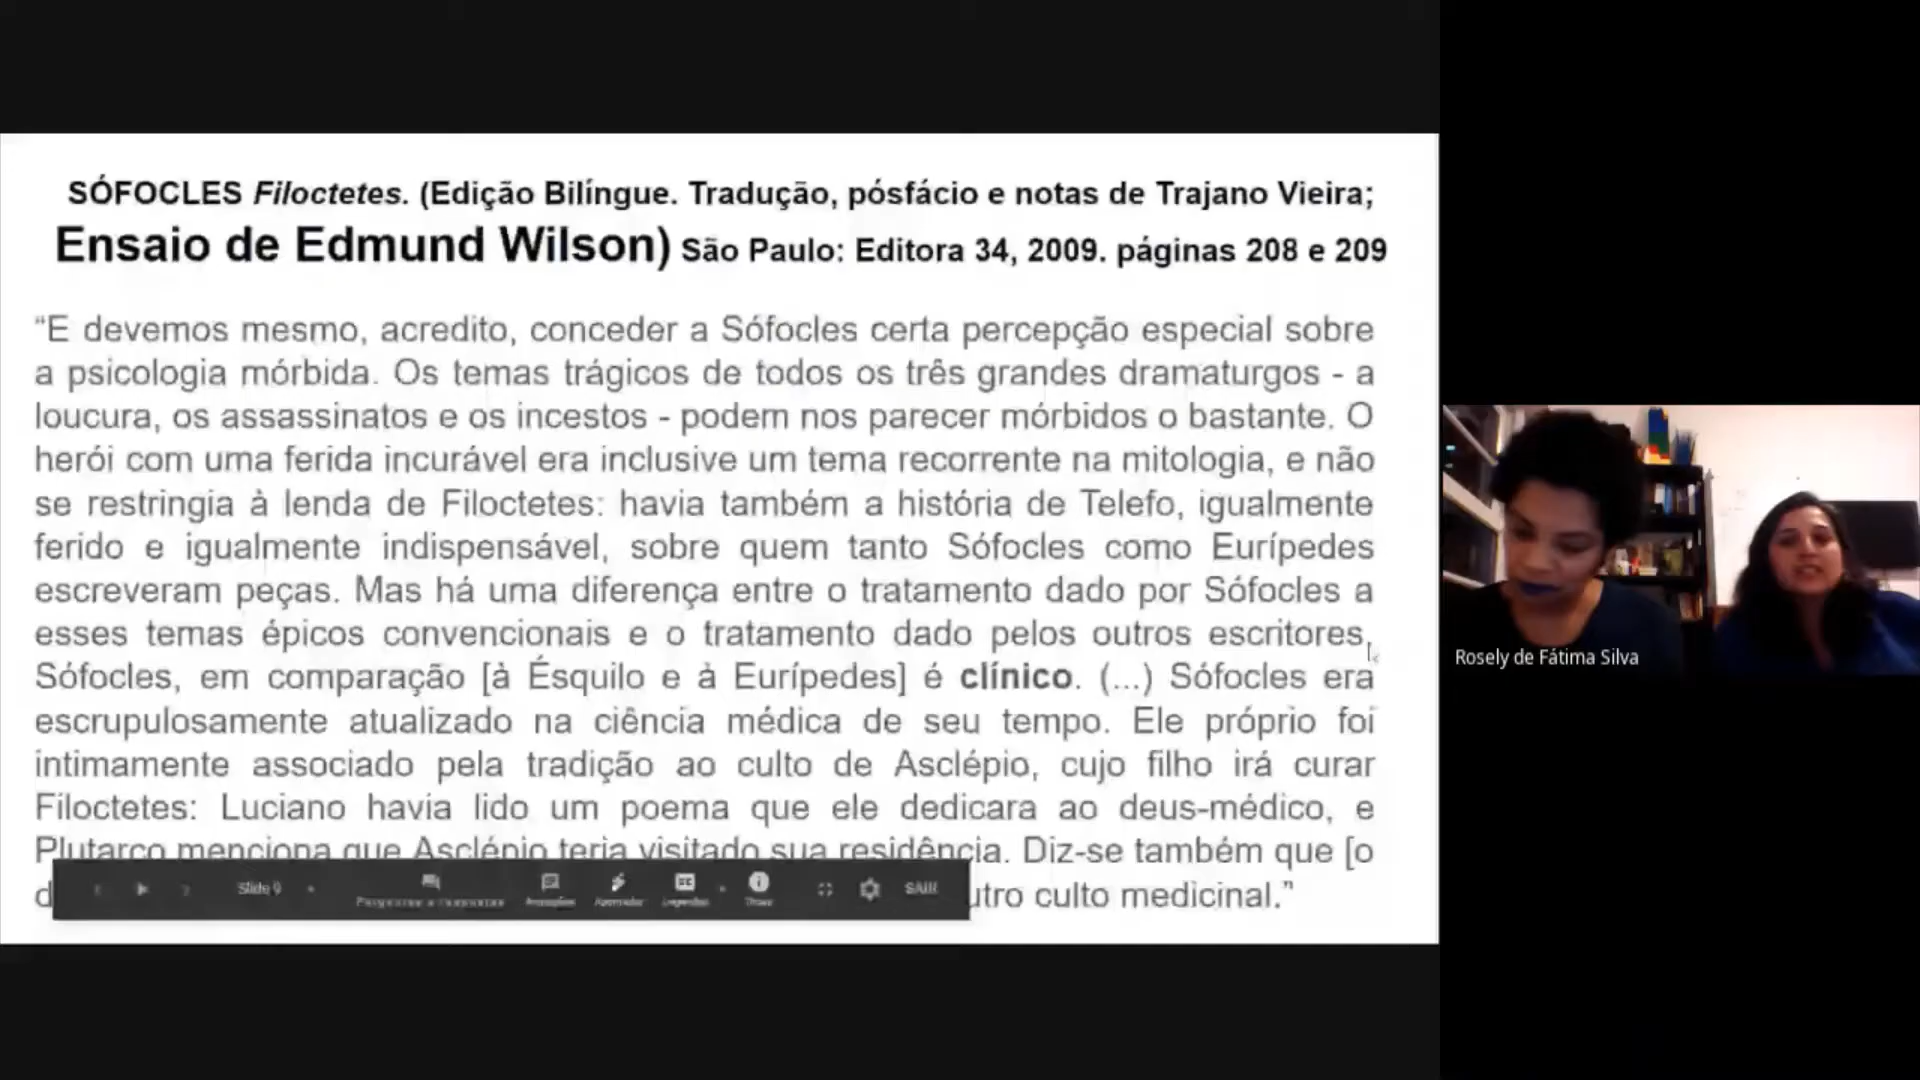 SÓFOCLES Filoctetes. (Edição Bilíngue. Tradução, pósfácio e notas de Trajano Vieira;
Ensaio de Edmund Wilson) São Paulo: Editora 34, 2009. páginas 208 e 209
“E devemos mesmo, acredito, conceder a Sófocles certa percepção especial sobre
a psicologia mórbida. Os temas trágicos de todos os três grandes dramaturgos - a
loucura, os assassinatos e os incestos - podem nos parecer mórbidos o bastante. O
herói com uma ferida incurável era inclusive um tema recorrente na mitologia, e não
se restringia à lenda de Filoctetes: havia também a história de Telefo, igualmente
ferido e igualmente indispensável, sobre quem tanto Sófocles como Eurípedes
escreveram peças. Mas há uma diferença entre o tratamento dado por Sófocles a
esses temas épicos convencionais e o tratamento dado pelos outros escritores,
Sófocles, em comparação [à Ésquilo e à Eurípedes] é clínico. (...) Sófocles era
escrupulosamente atualizado na ciência médica de seu tempo. Ele próprio foi
intimamente associado pela tradição ao culto de Asclépio, cujo filho irá curar
Filoctetes: Luciano havia lido um poema que ele dedicara ao deus-médico, e
Plutarco menciona que Asclépio teria visitado sua residência. Diz-se também que [o
d utro culto medicinal.”
Slide 9 Perguntas e respostas Anotações Apontador Legendas SAIR
Rosely de Fátima Silva